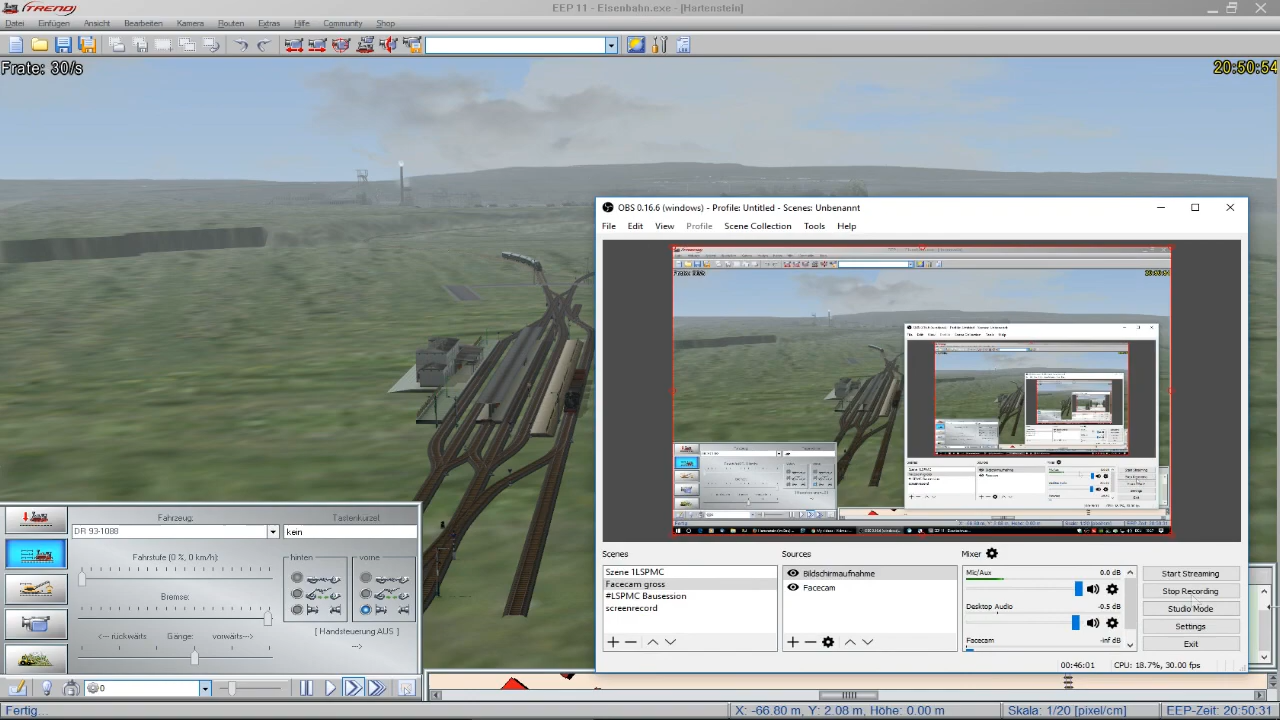 TREND
EEP 11 - Eisenbahn.exe - [Hartenstein]
Datei Einfügen Ansicht Bearbeiten Kamera Routen Extras Hilfe Community Shop
Frate: 30/s
20:50:54
OBS 0.16.6 (windows) - Profile: Untitled - Scenes: Unbenannt
File Edit View Profile Scene Collection Tools Help
Scenes
Szene 1LSPMC
Facecam gross
#LSPMC Bausession
screenrecord
Sources
Bildschirmaufnahme
Facecam
Mixer
Mic/Aux 0.0 dB
Desktop Audio -0.5 dB
Facecam -inf dB
Start Streaming
Stop Recording
Studio Mode
Settings
Exit
00:46:01 CPU: 18.7%, 30.00 fps
Fahrzeug: Tastenkürzel:
DR 93-1088 kein
Fahrstufe (0 %, 0 km/h): hinten vorne
Bremse:
<--- rückwärts Gänge: vorwärts--->
[ Handsteuerung AUS ]
--->
0
Fertig...
X: -66.80 m, Y: 2.08 m, Höhe: 0.00 m
Skala: 1/20 [pixel/cm]
EEP-Zeit: 20:50:31